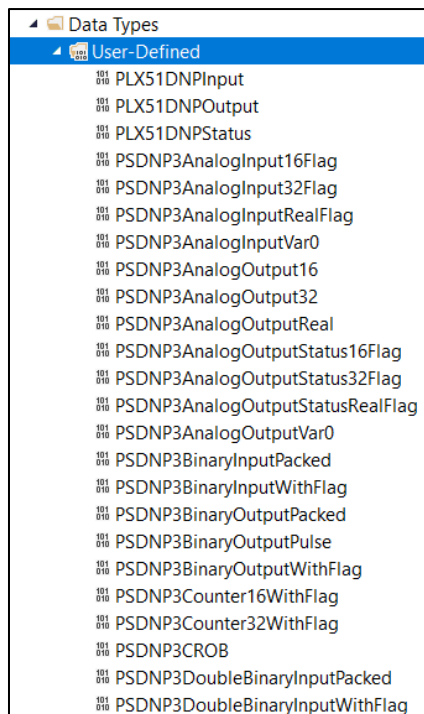 Data Types
User-Defined
PLX51DNPInput
PLX51DNPOutput
PLX51DNPStatus
PSDNP3AnalogInput16Flag
PSDNP3AnalogInput32Flag
PSDNP3AnalogInputRealFlag
PSDNP3AnalogInputVar0
PSDNP3AnalogOutput16
PSDNP3AnalogOutput32
PSDNP3AnalogOutputReal
PSDNP3AnalogOutputStatus16Flag
PSDNP3AnalogOutputStatus32Flag
PSDNP3AnalogOutputStatusRealFlag
PSDNP3AnalogOutputVar0
PSDNP3BinaryInputPacked
PSDNP3BinaryInputWithFlag
PSDNP3BinaryOutputPacked
PSDNP3BinaryOutputPulse
PSDNP3BinaryOutputWithFlag
PSDNP3Counter16WithFlag
PSDNP3Counter32WithFlag
PSDNP3CROB
PSDNP3DoubleBinaryInputPacked
PSDNP3DoubleBinaryInputWithFlag